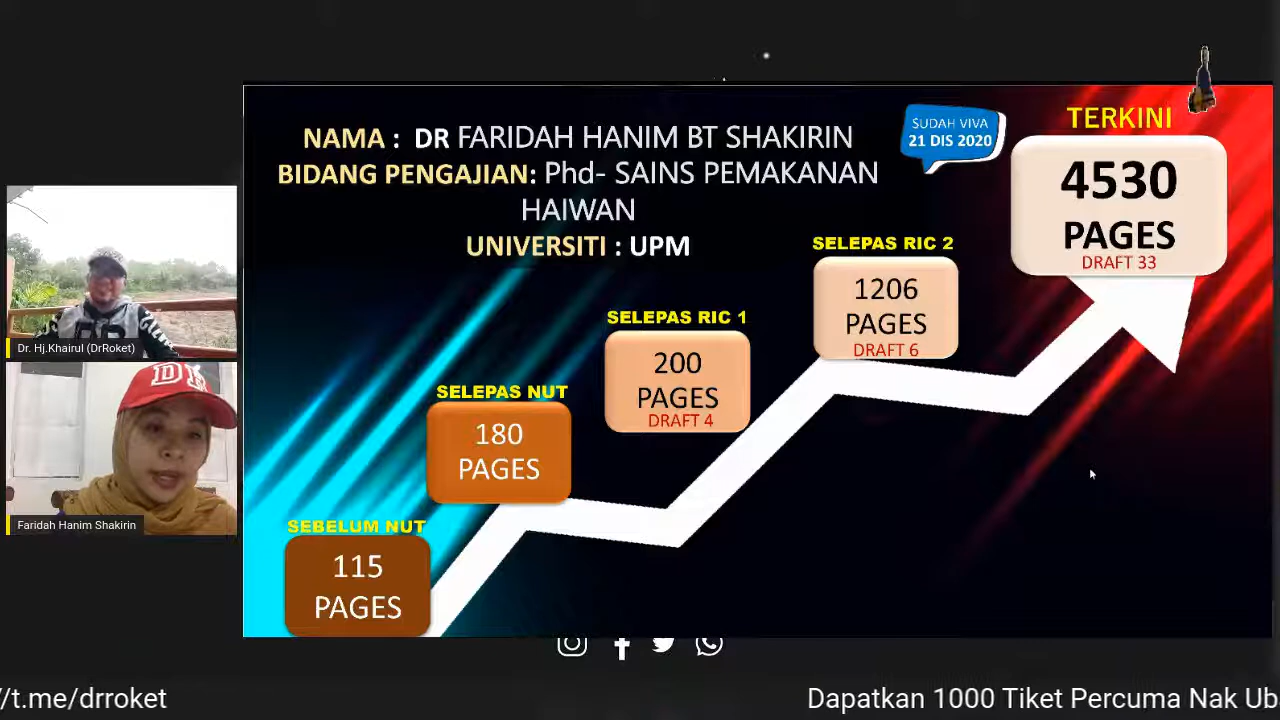 NAMA : DR FARIDAH HANIM BT SHAKIRIN
BIDANG PENGAJIAN: Phd- SAINS PEMAKANAN
HAIWAN
UNIVERSITI : UPM
SUDAH VIVA
21 DIS 2020
TERKINI
4530
PAGES
DRAFT 33
SELEPAS RIC 2
1206
PAGES
DRAFT 6
SELEPAS RIC 1
200
PAGES
DRAFT 4
SELEPAS NUT
180
PAGES
SEBELUM NUT
115
PAGES
Dr. Hj.Khairul (DrRoket)
DR
Faridah Hanim Shakirin
//t.me/drroket
Dapatkan 1000 Tiket Percuma Nak Ub